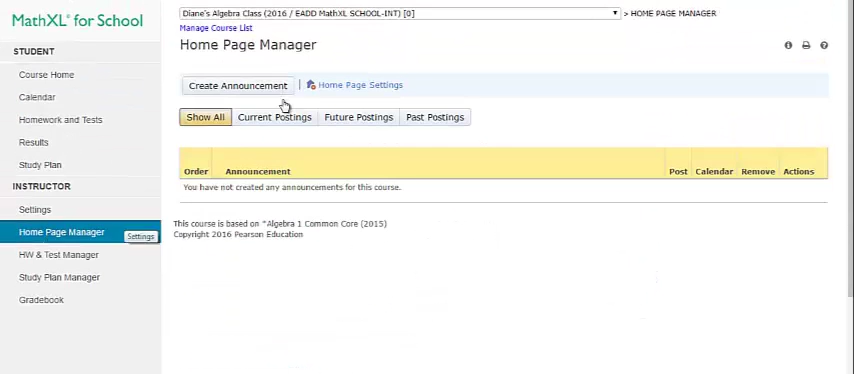 MathXL® for School
Diane's Algebra Class (2016 / EADD MathXL SCHOOL-INT) [0]
> HOME PAGE MANAGER
Manage Course List
Home Page Manager
STUDENT
Course Home
Calendar
Homework and Tests
Results
Study Plan
INSTRUCTOR
Settings
Home Page Manager
Settings
HW & Test Manager
Study Plan Manager
Gradebook
Create Announcement
Home Page Settings
Show All
Current Postings
Future Postings
Past Postings
Order Announcement Post Calendar Remove Actions
You have not created any announcements for this course.
This course is based on "Algebra 1 Common Core (2015)
Copyright 2016 Pearson Education